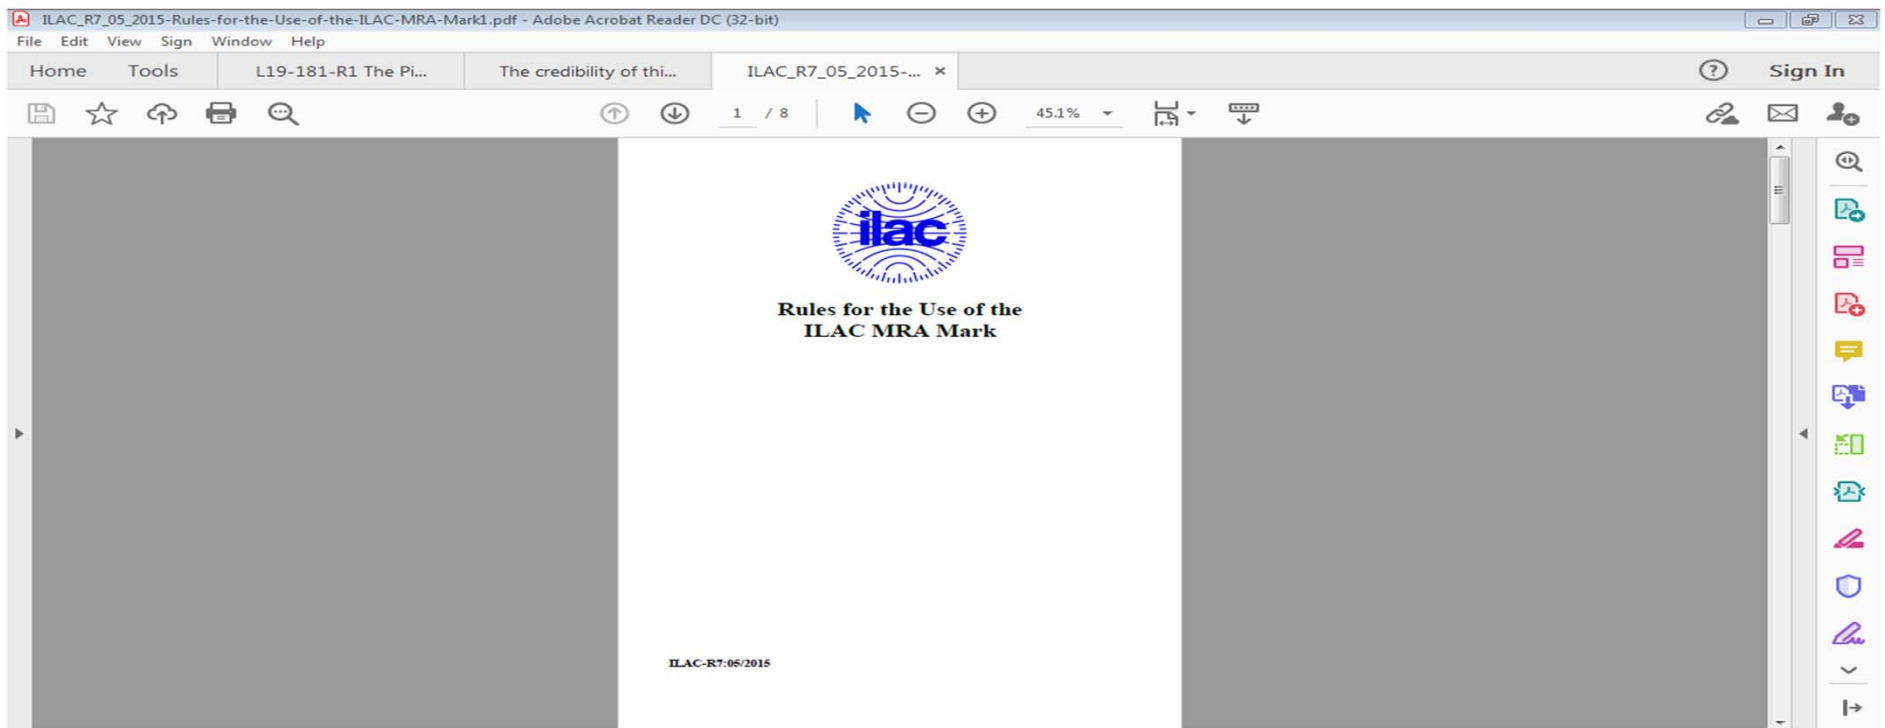 ILAC_R7_05_2015-Rules-for-the-Use-of-the-ILAC-MRA-Mark1.pdf - Adobe Acrobat Reader DC (32-bit)
File Edit View Sign Window Help
Home Tools L19-181-R1 The Pi... The credibility of thi... ILAC_R7_05_2015-... × ? Sign In
1 / 8 45.1%
ilac
Rules for the Use of the
ILAC MRA Mark
ILAC-R7:05/2015